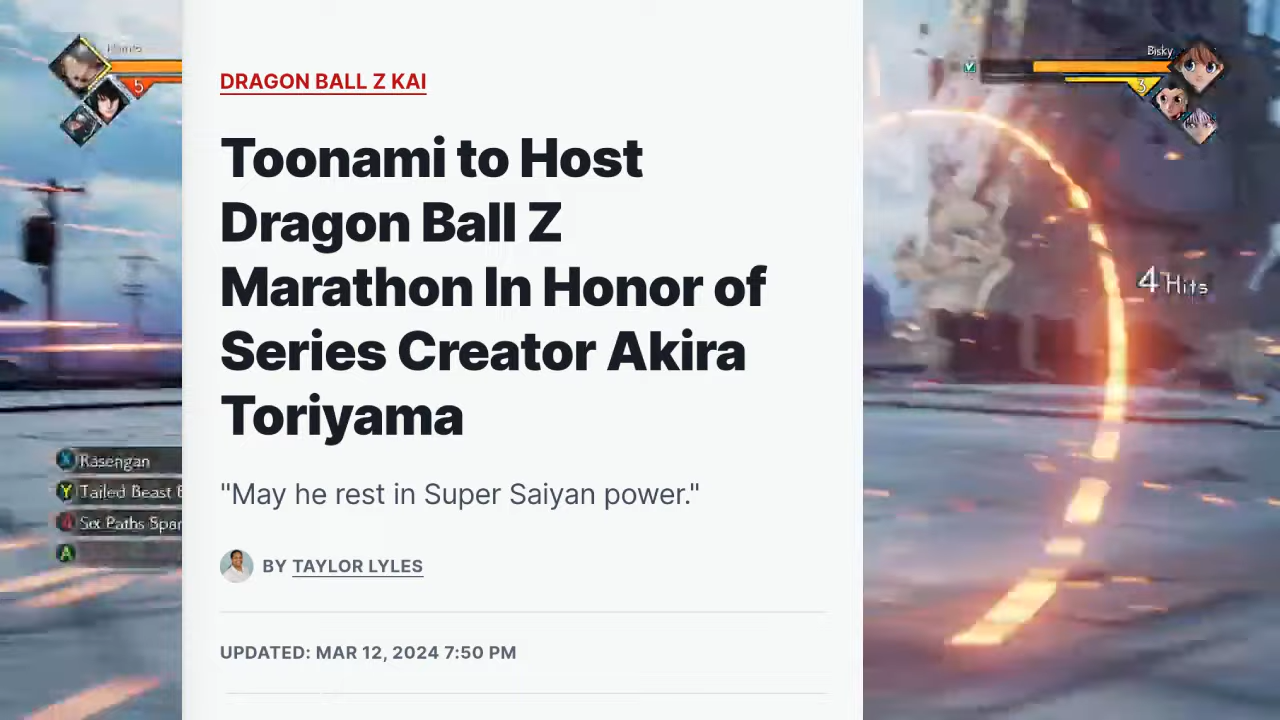 Bisky
5
3
DRAGON BALL Z KAI
Toonami to Host
Dragon Ball Z
Marathon In Honor of
Series Creator Akira
Toriyama
4 Hits
"May he rest in Super Saiyan power."
X Rasengan
Y Tailed Beast
Six Paths
A
BY TAYLOR LYLES
UPDATED: MAR 12, 2024 7:50 PM